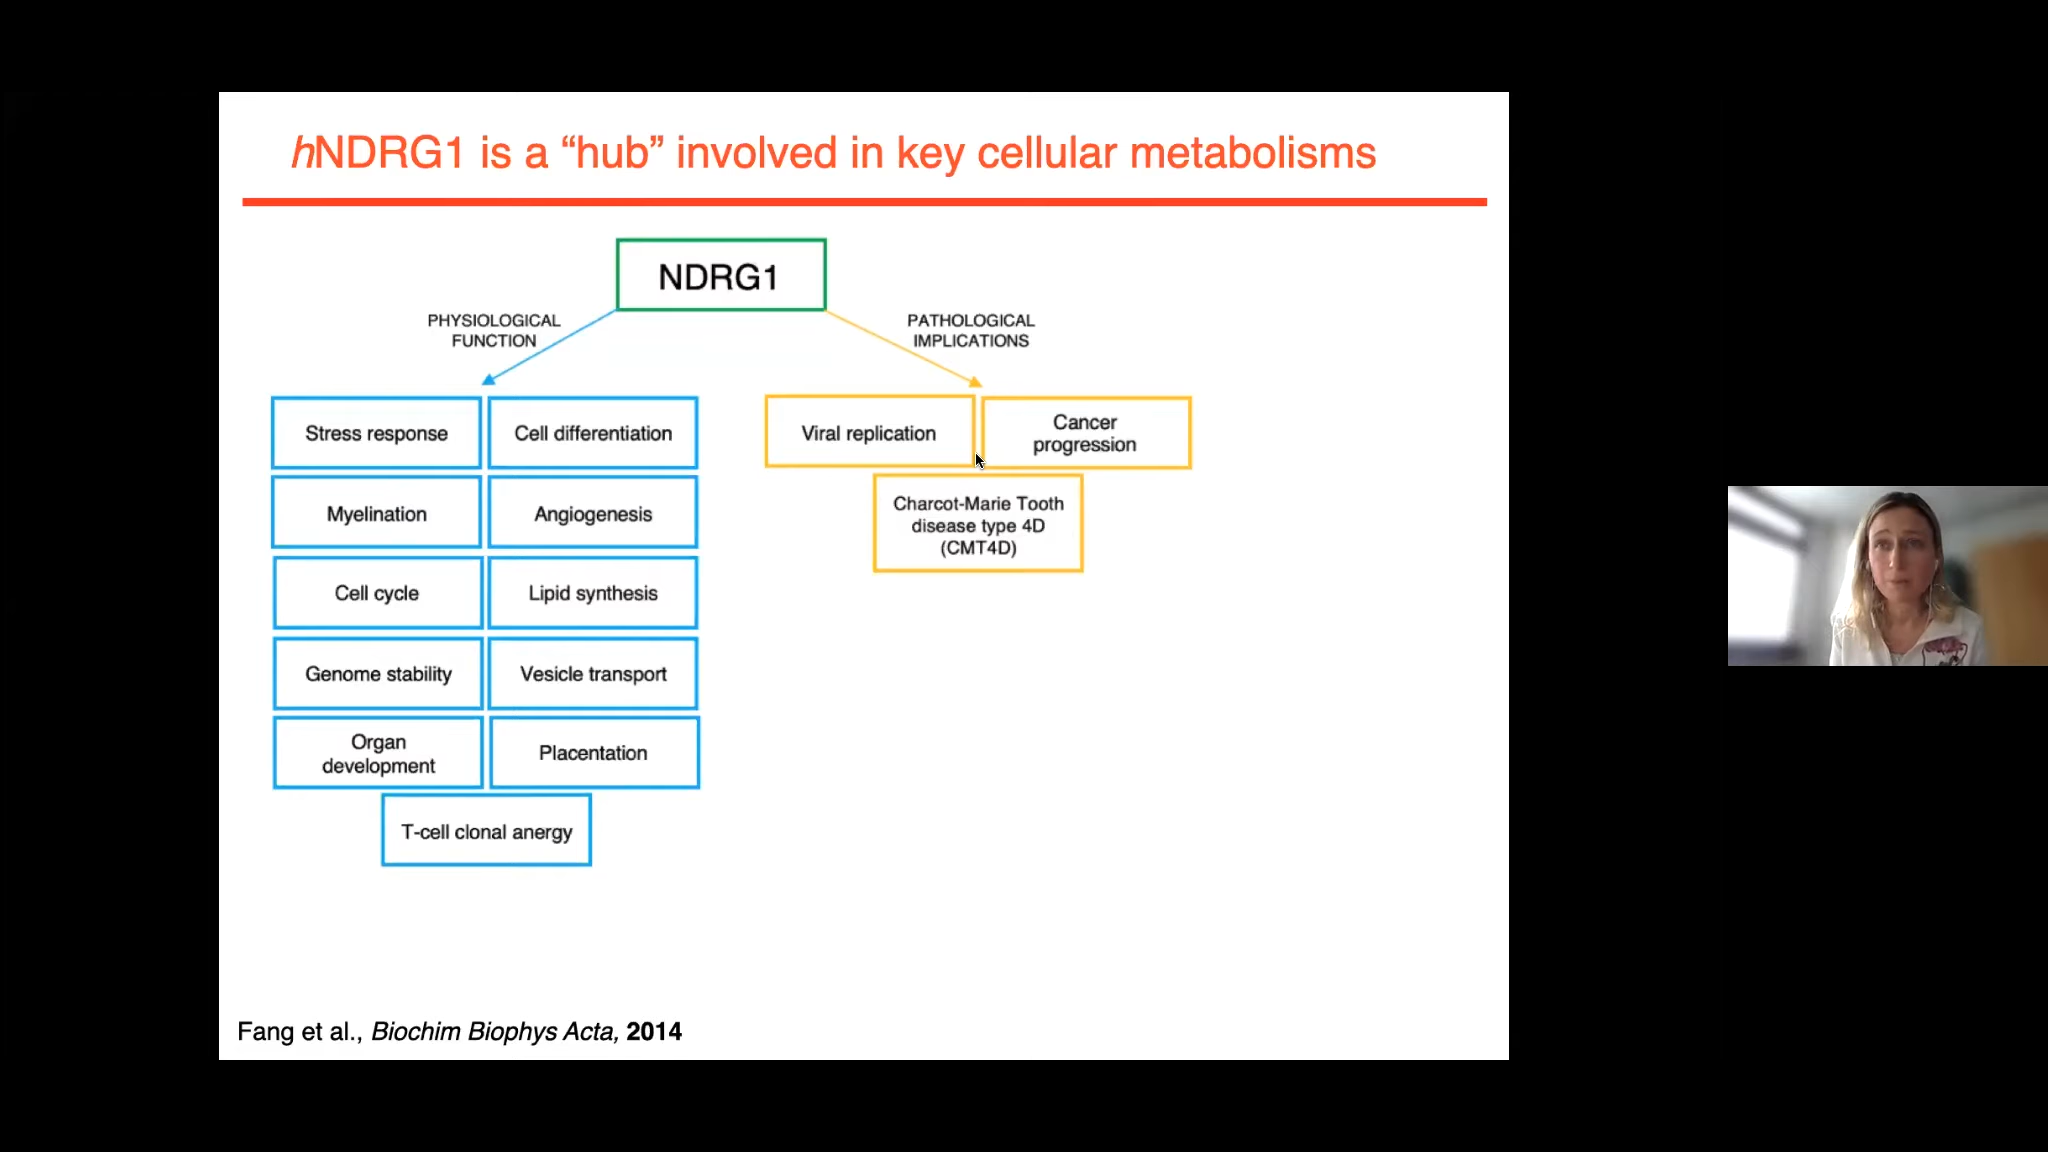 hNDRG1 is a “hub” involved in key cellular metabolisms
NDRG1
PHYSIOLOGICAL
FUNCTION
PATHOLOGICAL
IMPLICATIONS
Stress response
Cell differentiation
Viral replication
Cancer
progression
Myelination
Angiogenesis
Charcot-Marie Tooth
disease type 4D
(CMT4D)
Cell cycle
Lipid synthesis
Genome stability
Vesicle transport
Organ
development
Placentation
T-cell clonal anergy
Fang et al., Biochim Biophys Acta, 2014